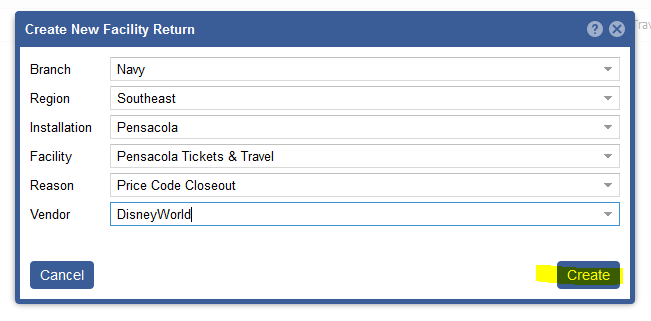 Create New Facility Return ?
Branch Navy
Region Southeast
Installation Pensacola
Facility Pensacola Tickets & Travel
Reason Price Code Closeout
Vendor DisneyWorld
Cancel Create